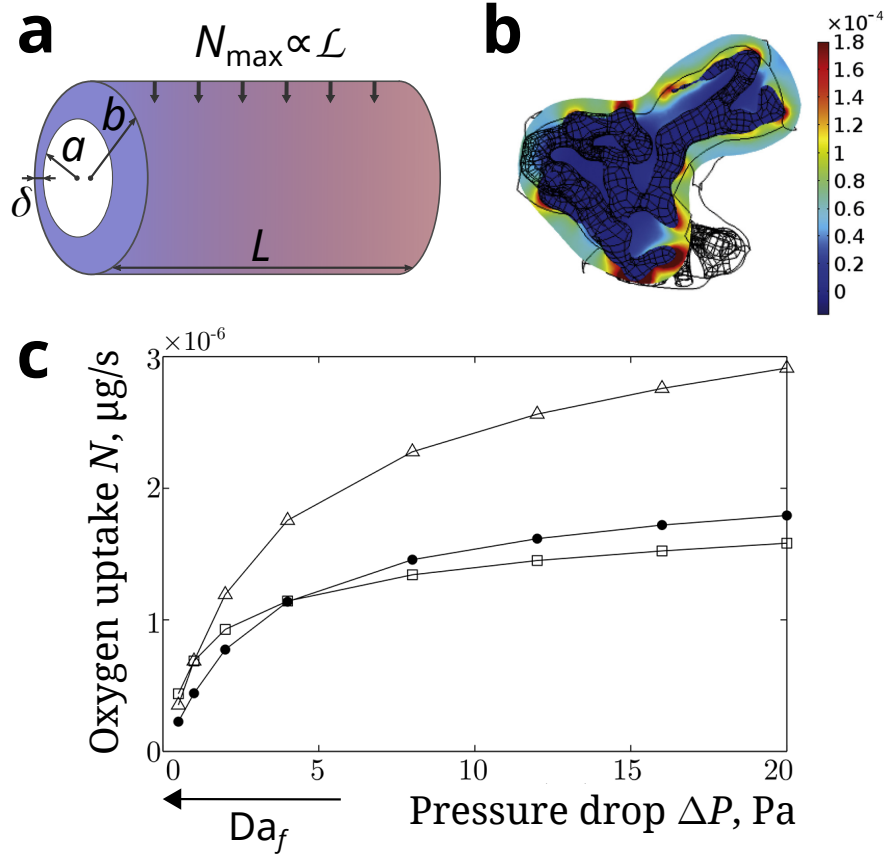 a
N_max ∝ ℒ
b
a
δ
L
b
×10⁻⁴
1.8
1.6
1.4
1.2
1
0.8
0.6
0.4
0.2
0
c
×10⁻⁶
3
2
1
0
Oxygen uptake N, µg/s
0 5 10 15 20
Da_f
Pressure drop ΔP, Pa